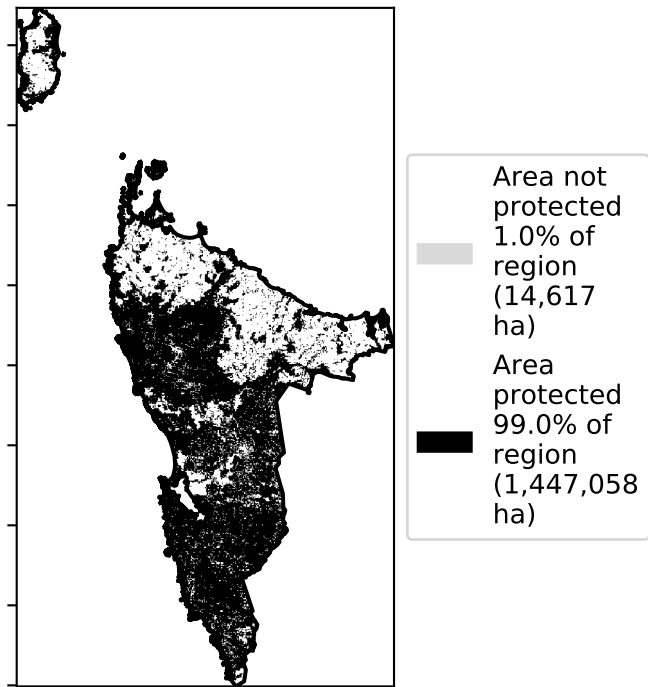 Area not
protected
1.0% of
region
(14,617
ha)
Area
protected
99.0% of
region
(1,447,058
ha)